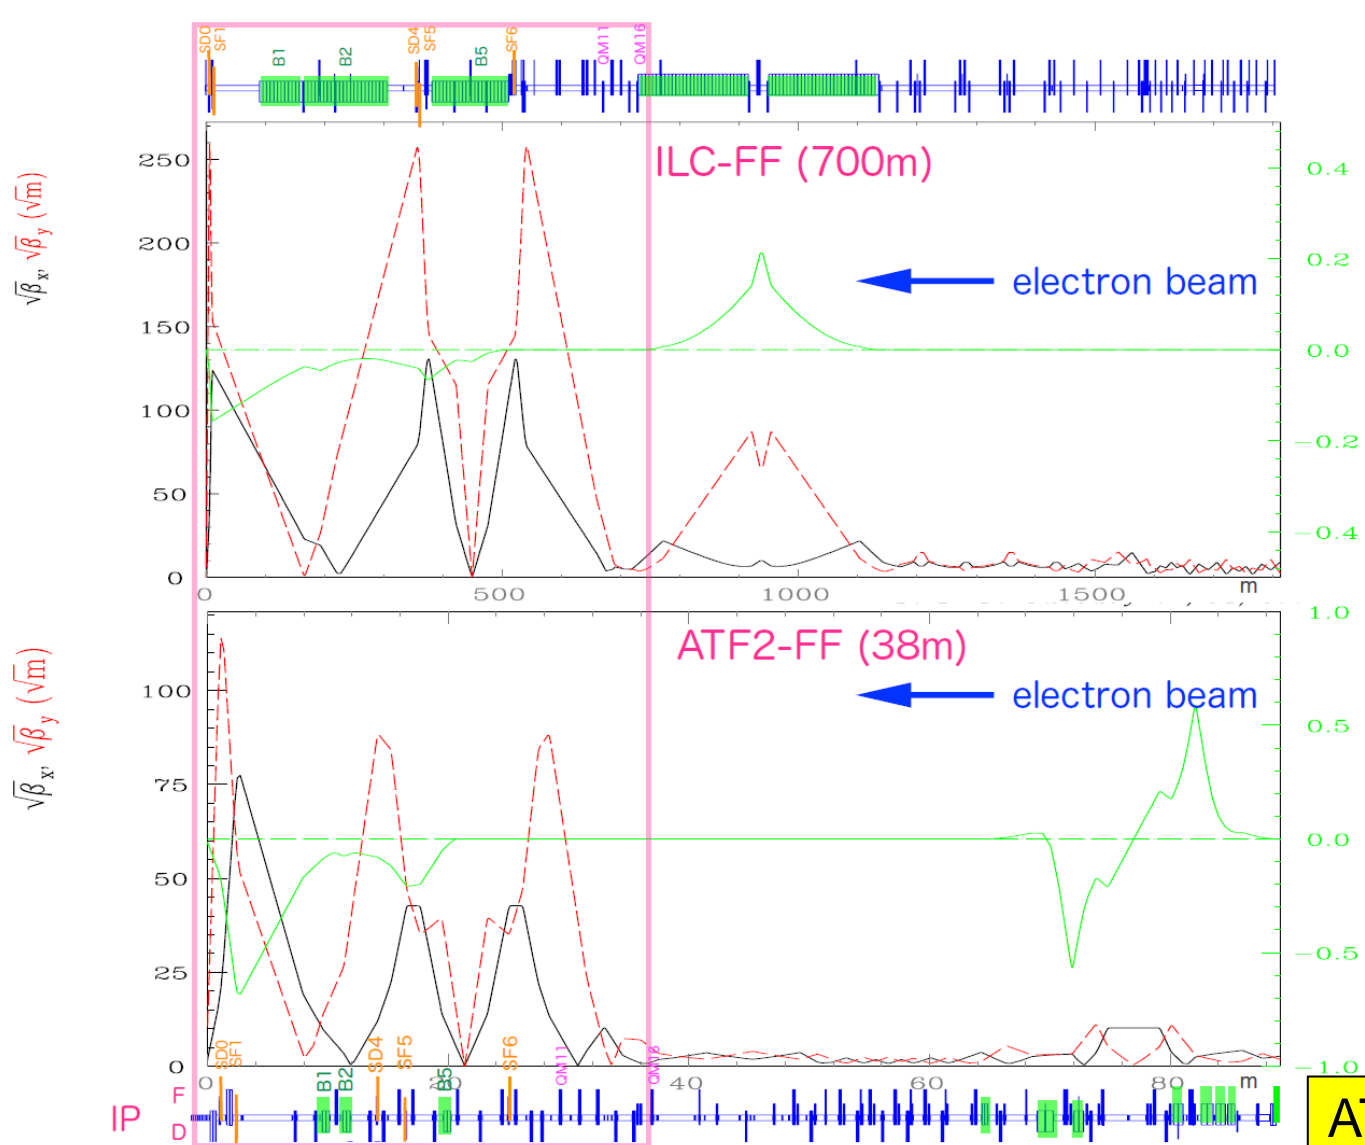 SD0
SF1
B1
B2
SD4
SF5
B5
SF6
QM11
QM16
ILC-FF (700m)
electron beam
√βx, √βy (√m)
250
200
150
100
50
0
0.4
0.2
0.0
−0.2
−0.4
0
500
1000
1500
m
ATF2-FF (38m)
electron beam
√βx, √βy (√m)
100
75
50
25
0
1.0
0.5
0.0
−0.5
−1.0
SD0
SF1
B1
B2
SD4
SF5
B5
SF6
QM11
QM16
0
20
40
60
80
m
IP
F
D